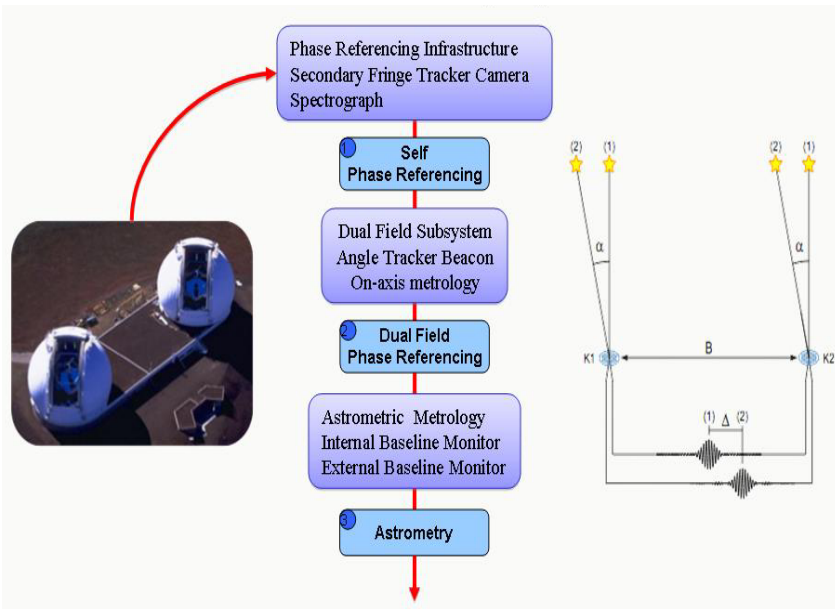 Phase Referencing Infrastructure
Secondary Fringe Tracker Camera
Spectrograph
1
Self
Phase Referencing
Dual Field Subsystem
Angle Tracker Beacon
On-axis metrology
2
Dual Field
Phase Referencing
Astrometric Metrology
Internal Baseline Monitor
External Baseline Monitor
3
Astrometry
(2) (1) (2) (1)
α α
K1 B K2
(1) Δ (2)